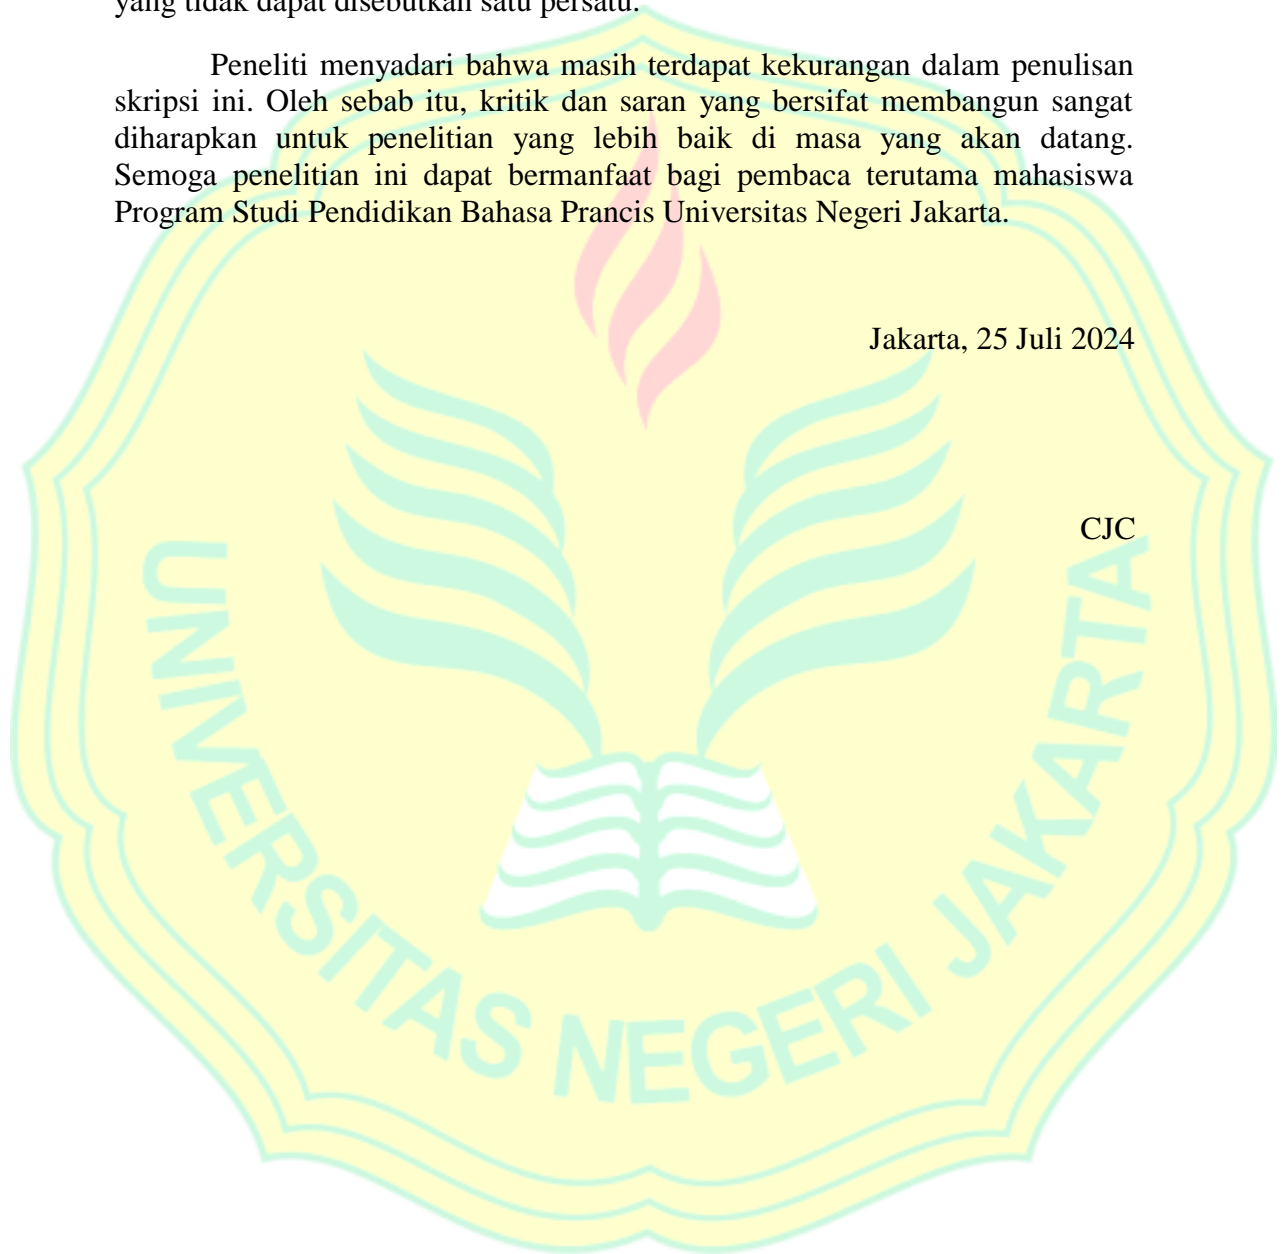 yang tidak dapat disebutkan satu persatu.
Peneliti menyadari bahwa masih terdapat kekurangan dalam penulisan
skripsi ini. Oleh sebab itu, kritik dan saran yang bersifat membangun sangat
diharapkan untuk penelitian yang lebih baik di masa yang akan datang.
Semoga penelitian ini dapat bermanfaat bagi pembaca terutama mahasiswa
Program Studi Pendidikan Bahasa Prancis Universitas Negeri Jakarta.
Jakarta, 25 Juli 2024
CJC
UNIVERSITAS NEGERI JAKARTA